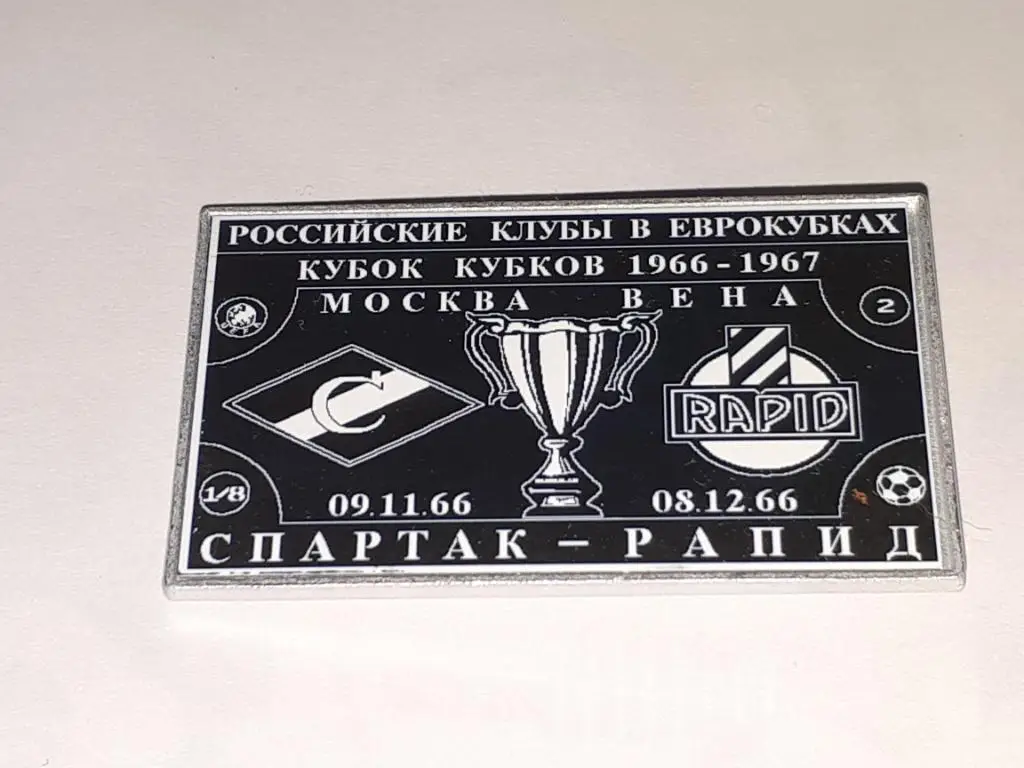 РОССИЙСКИЕ КЛУБЫ В ЕВРОКУБКАХ
КУБОК КУБКОВ 1966-1967
МОСКВА ВЕНА
UEFA
2
С
RAPID
1/8
09.11.66
08.12.66
СПАРТАК - РАПИД